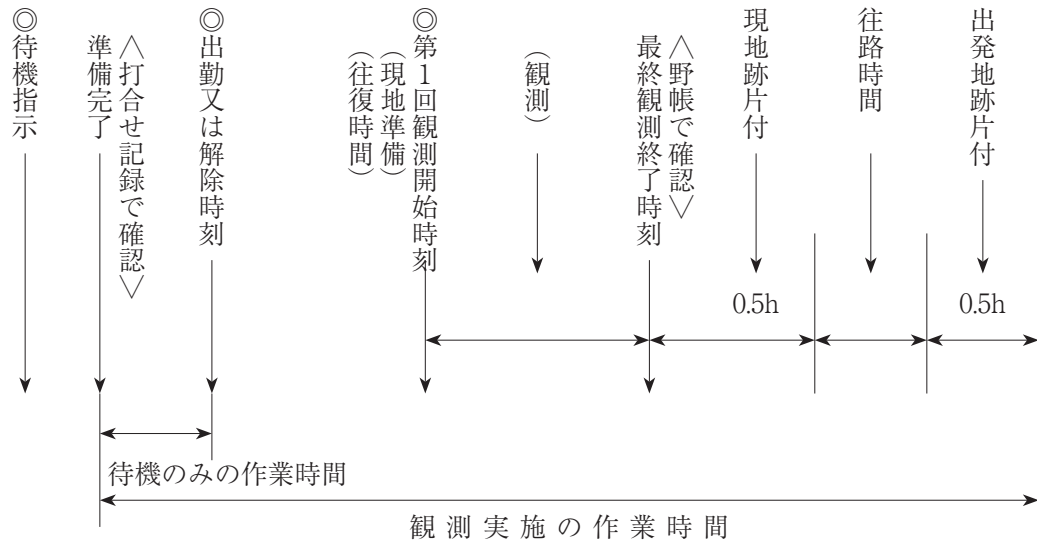 ◎待機指示
準備完了
〈打合せ記録で確認〉
◎出勤又は解除時刻
(往復時間)
(現地準備)
◎第1回観測開始時刻
(観測)
最終観測終了時刻
〈野帳で確認〉
現地跡片付
往路時間
出発地跡片付
0.5h
0.5h
待機のみの作業時間
観測実施の作業時間